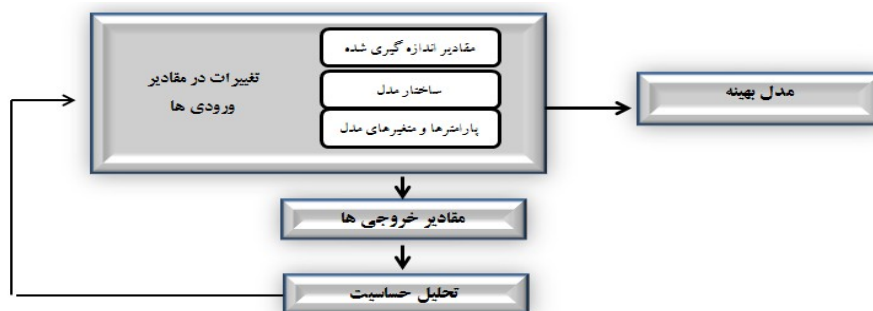 مقادیر اندازه گیری شده
تغییرات در مقادیر
ورودی ها
ساختار مدل
پارامترها و متغیرهای مدل
مدل بهینه
مقادیر خروجی ها
تحلیل حساسیت